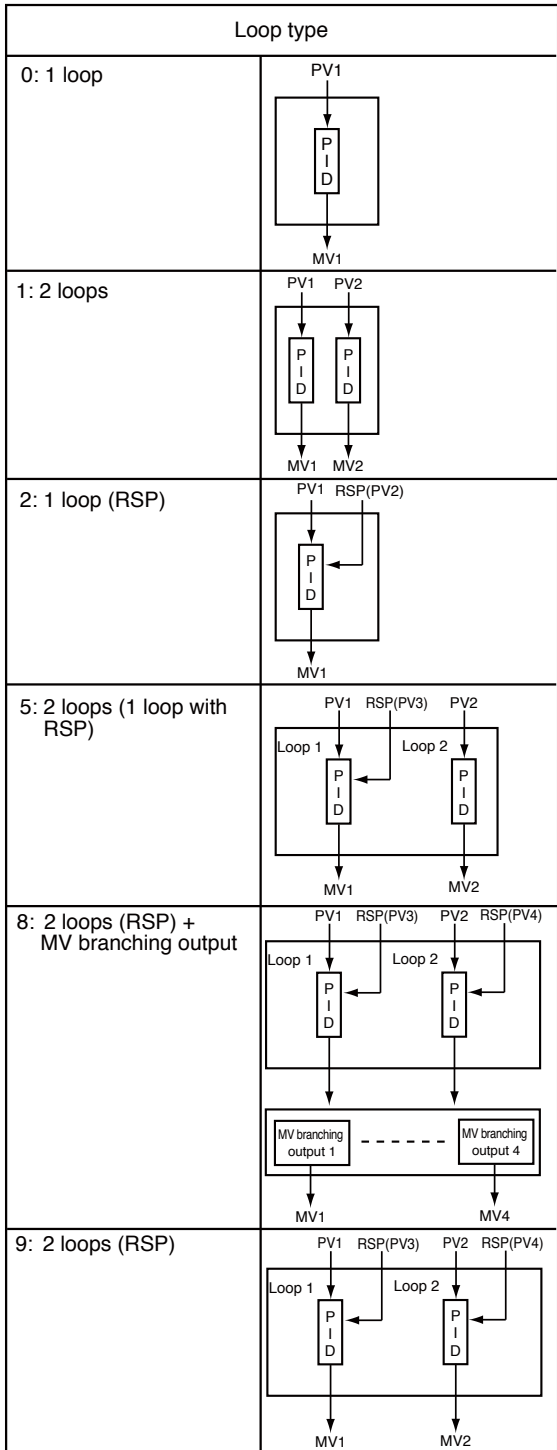 Loop type
0: 1 loop
PV1
P
I
D
MV1
1: 2 loops
PV1 PV2
P P
I I
D D
MV1 MV2
2: 1 loop (RSP)
PV1 RSP(PV2)
P
I
D
MV1
5: 2 loops (1 loop with
RSP)
PV1 RSP(PV3) PV2
Loop 1 Loop 2
P P
I I
D D
MV1 MV2
8: 2 loops (RSP) +
MV branching output
PV1 RSP(PV3) PV2 RSP(PV4)
Loop 1 Loop 2
P P
I I
D D
MV branching MV branching
output 1 output 4
MV1 MV4
9: 2 loops (RSP)
PV1 RSP(PV3) PV2 RSP(PV4)
Loop 1 Loop 2
P P
I I
D D
MV1 MV2